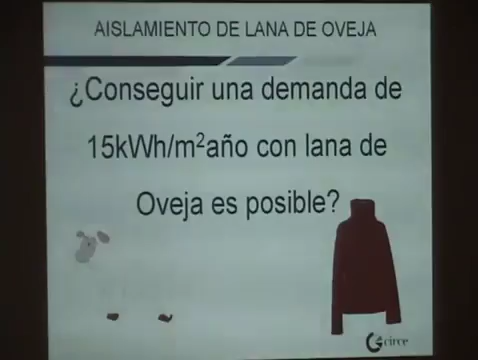 AISLAMIENTO DE LANA DE OVEJA
¿Conseguir una demanda de
15kWh/m²año con lana de
Oveja es posible?
circe